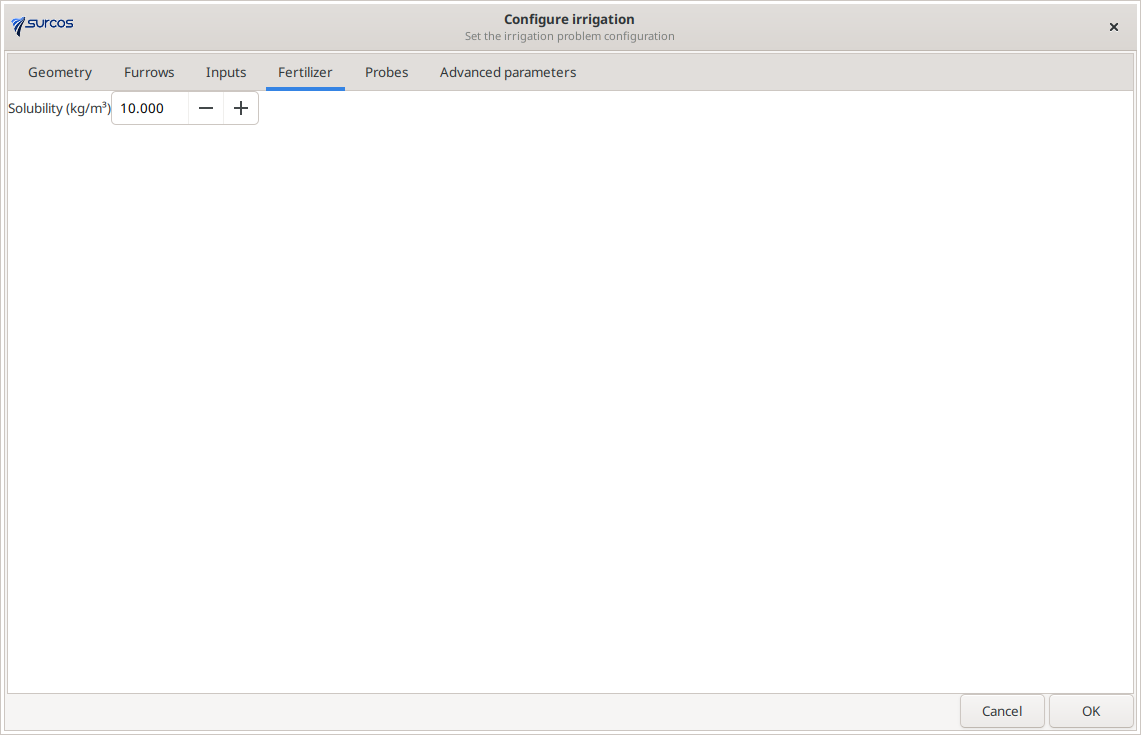 surcos
Configure irrigation
Set the irrigation problem configuration
Geometry Furrows Inputs Fertilizer Probes Advanced parameters
Solubility (kg/m³) 10.000
Cancel OK